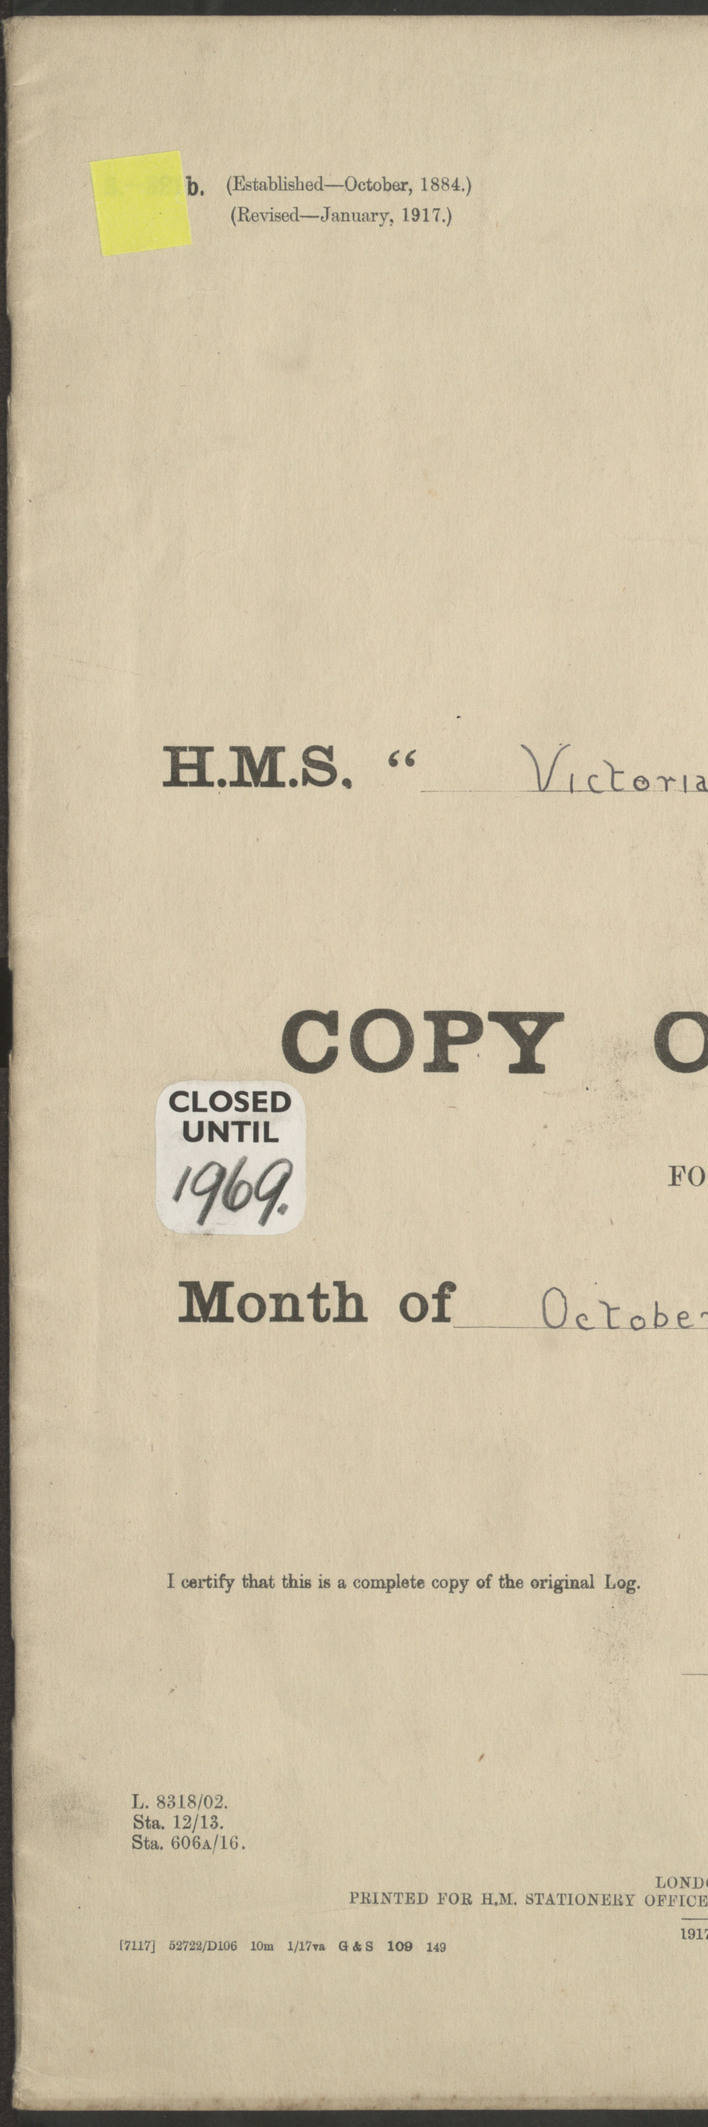 b. (Established—October, 1884.)
(Revised—January, 1917.)
H.M.S. “ Victoria
COPY O
CLOSED
UNTIL
1969.
FO
Month of October
I certify that this is a complete copy of the original Log.
L. 8318/02.
Sta. 12/13.
Sta. 606A/16.
LONDO
PRINTED FOR H.M. STATIONERY OFFICE
1917
[7117] 52722/D106 10m 1/17va G & S 109 149